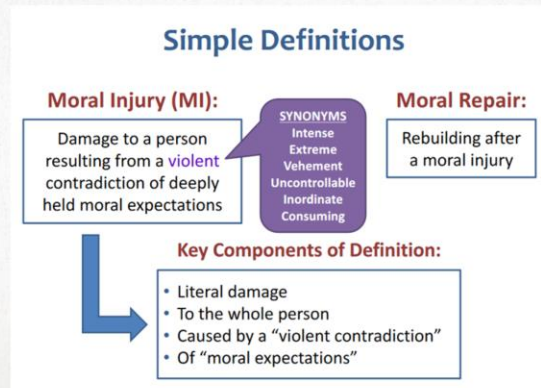 Simple Definitions
Moral Injury (MI):
Damage to a person
resulting from a violent
contradiction of deeply
held moral expectations
SYNONYMS
Intense
Extreme
Vehement
Uncontrollable
Inordinate
Consuming
Moral Repair:
Rebuilding after
a moral injury
Key Components of Definition:
• Literal damage
• To the whole person
• Caused by a “violent contradiction”
• Of “moral expectations”